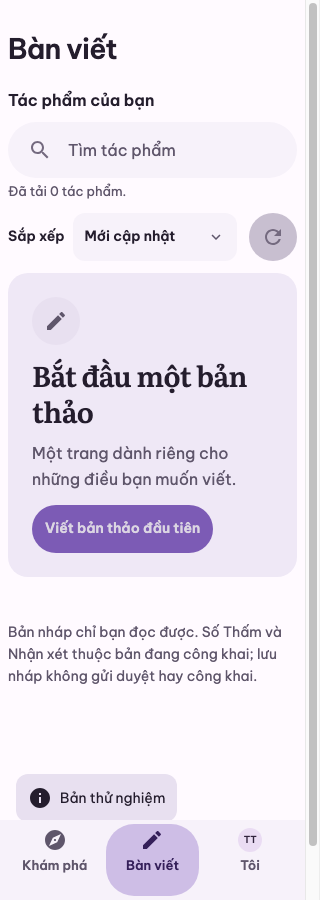 Bàn viết
Tác phẩm của bạn
Tìm tác phẩm
Đã tải 0 tác phẩm.
Sắp xếp
Mới cập nhật
Bắt đầu một bản
thảo
Một trang dành riêng cho
những điều bạn muốn viết.
Viết bản thảo đầu tiên
Bản nháp chỉ bạn đọc được. Số Thấm và
Nhận xét thuộc bản đang công khai; lưu
nháp không gửi duyệt hay công khai.
Bản thử nghiệm
Khám phá
Bàn viết
TT
Tôi